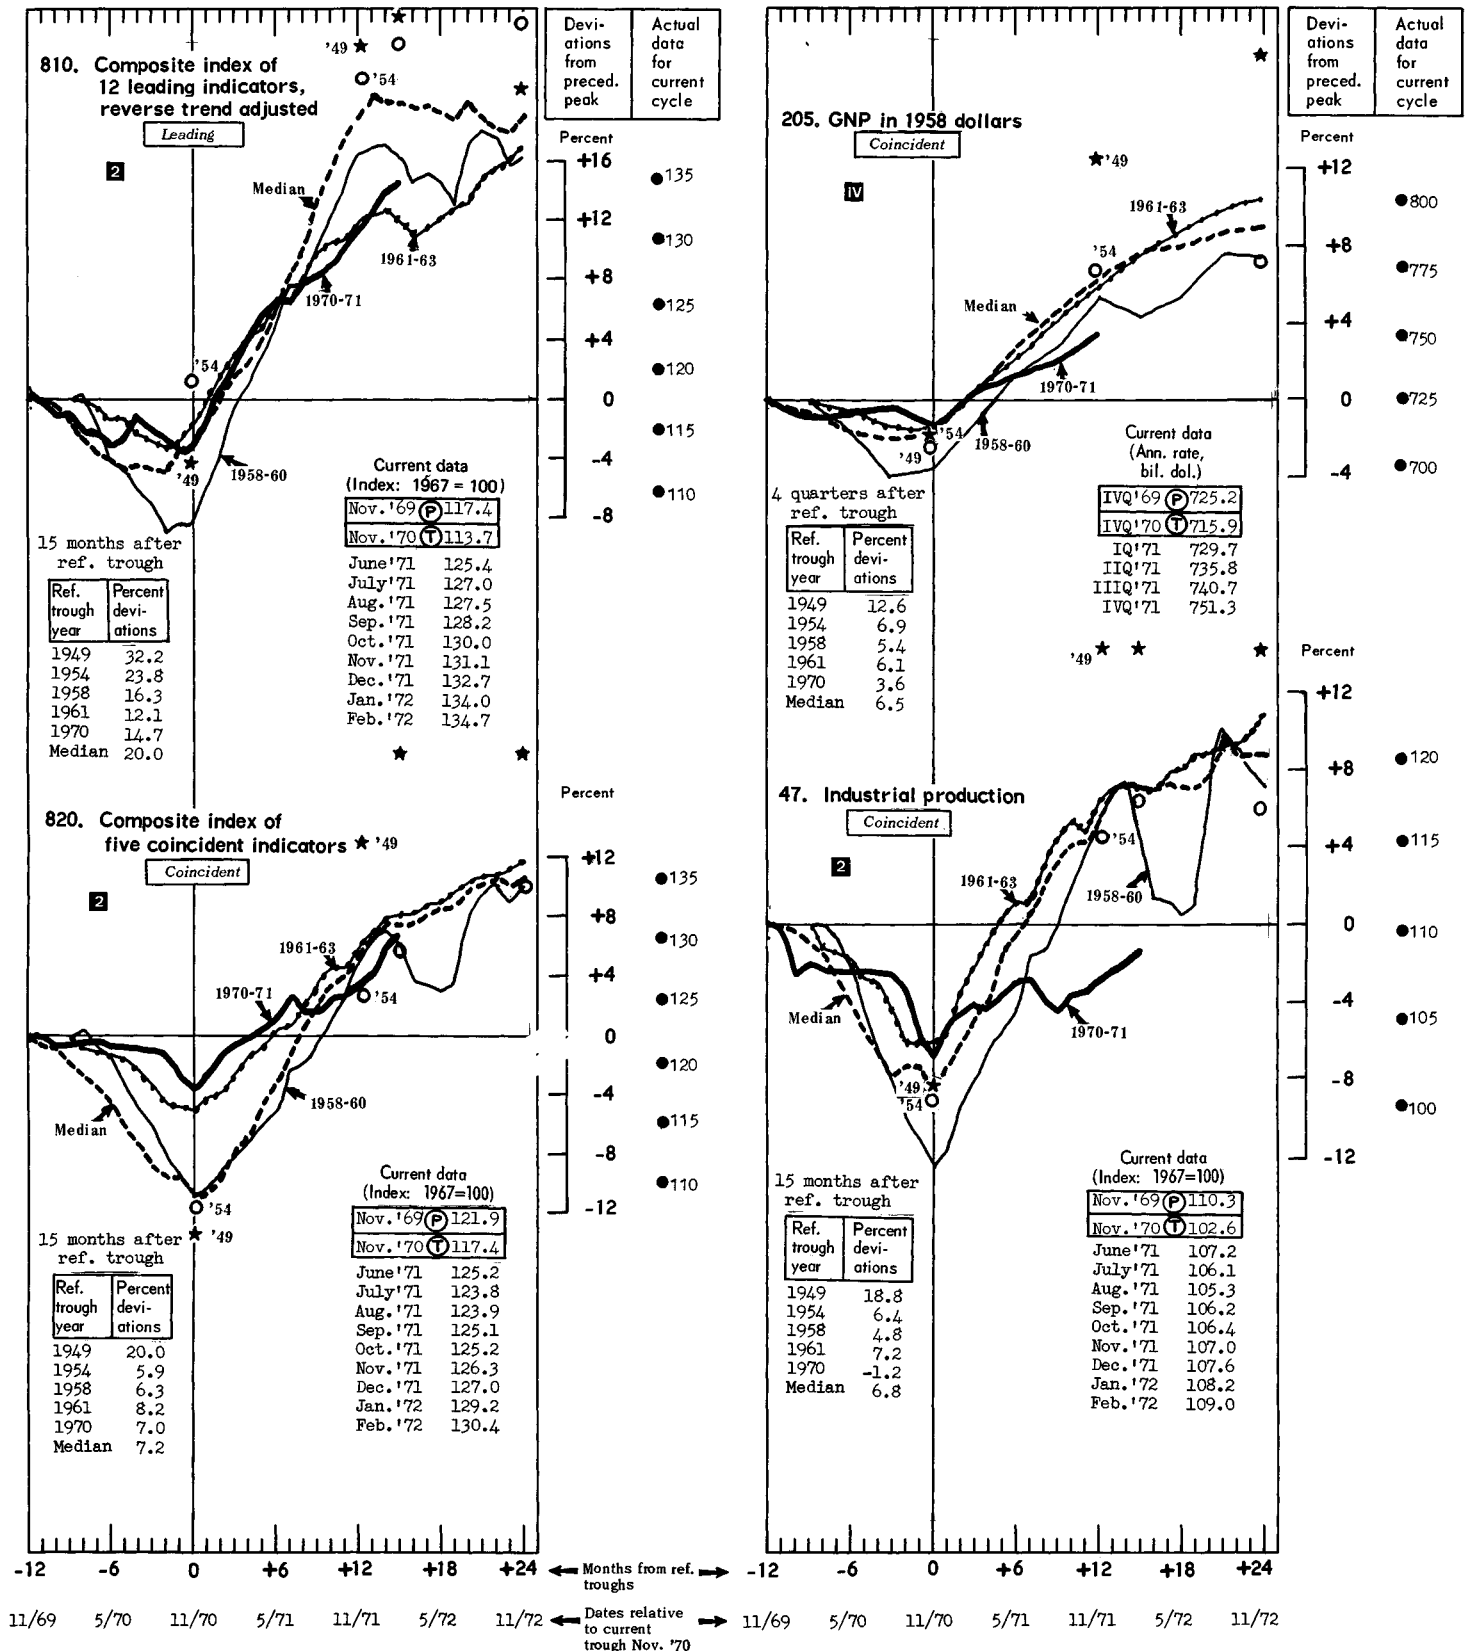 810. Composite index of
12 leading indicators,
reverse trend adjusted
Leading
2
'49
'54
Median
1961-63
1970-71
'54
'49
1958-60
Current data
(Index: 1967 = 100)
Nov.'69 P 117.4
Nov.'70 T 113.7
June'71 125.4
July'71 127.0
Aug.'71 127.5
Sep.'71 128.2
Oct.'71 130.0
Nov.'71 131.1
Dec.'71 132.7
Jan.'72 134.0
Feb.'72 134.7
15 months after
ref. trough
Ref. trough year
Percent devi- ations
1949 32.2
1954 23.8
1958 16.3
1961 12.1
1970 14.7
Median 20.0
Devi- ations from preced. peak
Actual data for current cycle
Percent
+16
+12
+8
+4
0
-4
-8
135
130
125
120
115
110
820. Composite index of
five coincident indicators
Coincident
2
'49
1961-63
1970-71
'54
1958-60
Median
'54
'49
Current data
(Index: 1967=100)
Nov.'69 P 121.9
Nov.'70 T 117.4
June'71 125.2
July'71 123.8
Aug.'71 123.9
Sep.'71 125.1
Oct.'71 125.2
Nov.'71 126.3
Dec.'71 127.0
Jan.'72 129.2
Feb.'72 130.4
15 months after
ref. trough
Ref. trough year
Percent devi- ations
1949 20.0
1954 5.9
1958 6.3
1961 8.2
1970 7.0
Median 7.2
Percent
+12
+8
+4
0
-4
-8
-12
135
130
125
120
115
110
205. GNP in 1958 dollars
Coincident
IV
'49
1961-63
'54
Median
1970-71
'54
'49
1958-60
Current data
(Ann. rate,
bil. dol.)
IVQ'69 P 725.2
IVQ'70 T 715.9
IQ'71 729.7
IIQ'71 735.8
IIIQ'71 740.7
IVQ'71 751.3
4 quarters after
ref. trough
Ref. trough year
Percent devi- ations
1949 12.6
1954 6.9
1958 5.4
1961 6.1
1970 3.6
Median 6.5
Devi- ations from preced. peak
Actual data for current cycle
Percent
+12
+8
+4
0
-4
800
775
750
725
700
47. Industrial production
Coincident
2
'49
'54
1961-63
1958-60
Median
1970-71
'49
'54
Current data
(Index: 1967=100)
Nov.'69 P 110.3
Nov.'70 T 102.6
June'71 107.2
July'71 106.1
Aug.'71 105.3
Sep.'71 106.2
Oct.'71 106.4
Nov.'71 107.0
Dec.'71 107.6
Jan.'72 108.2
Feb.'72 109.0
15 months after
ref. trough
Ref. trough year
Percent devi- ations
1949 18.8
1954 6.4
1958 4.8
1961 7.2
1970 -1.2
Median 6.8
Percent
+12
+8
+4
0
-4
-8
-12
120
115
110
105
100
-12 -6 0 +6 +12 +18 +24
Months from ref.
troughs
-12 -6 0 +6 +12 +18 +24
11/69 5/70 11/70 5/71 11/71 5/72 11/72
Dates relative
to current
trough Nov. '70
11/69 5/70 11/70 5/71 11/71 5/72 11/72